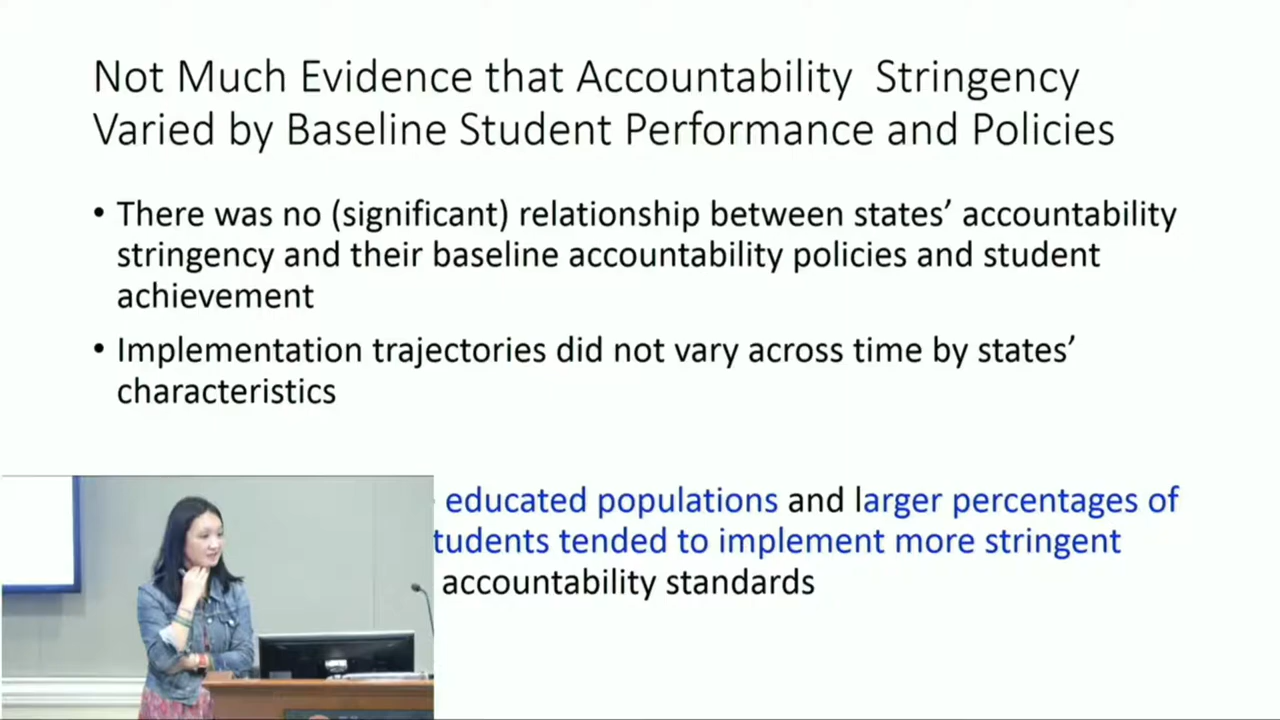 Not Much Evidence that Accountability Stringency
Varied by Baseline Student Performance and Policies
• There was no (significant) relationship between states’ accountability
stringency and their baseline accountability policies and student
achievement
• Implementation trajectories did not vary across time by states’
characteristics
educated populations and larger percentages of
tudents tended to implement more stringent
accountability standards